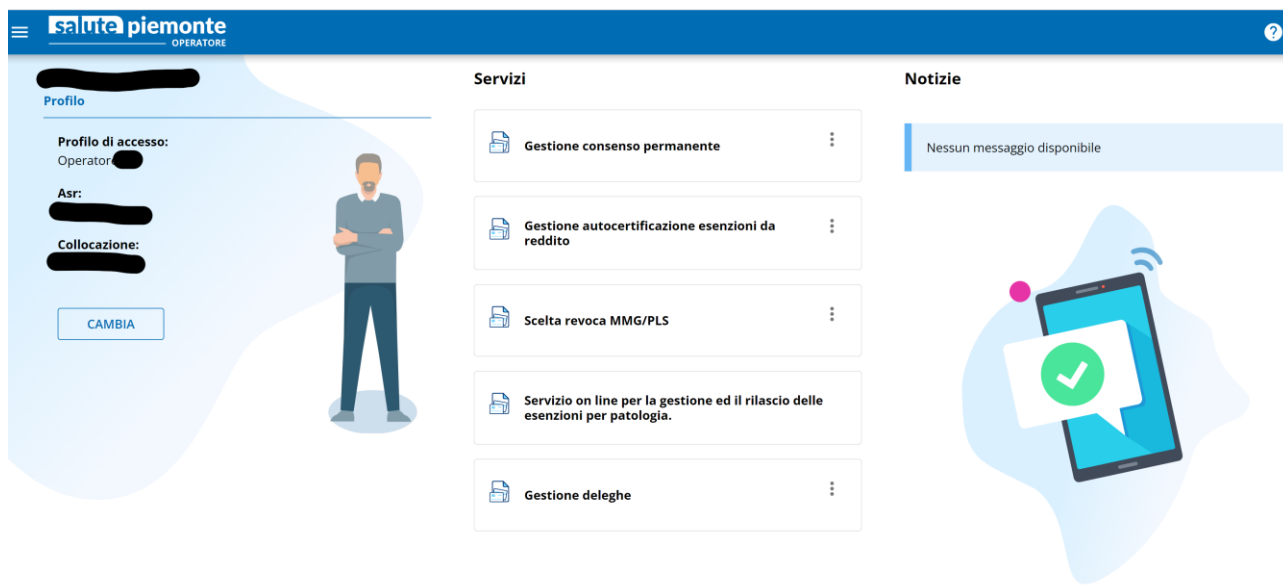 salute piemonte
OPERATORE
?
Profilo
Profilo di accesso:
Operatore
Asr:
Collocazione:
CAMBIA
Servizi
Gestione consenso permanente
Gestione autocertificazione esenzioni da
reddito
Scelta revoca MMG/PLS
Servizio on line per la gestione ed il rilascio delle
esenzioni per patologia.
Gestione deleghe
Notizie
Nessun messaggio disponibile